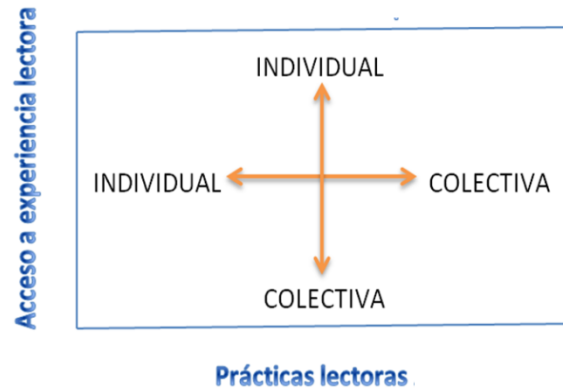 Acceso a experiencia lectora
INDIVIDUAL
INDIVIDUAL
COLECTIVA
COLECTIVA
Prácticas lectoras